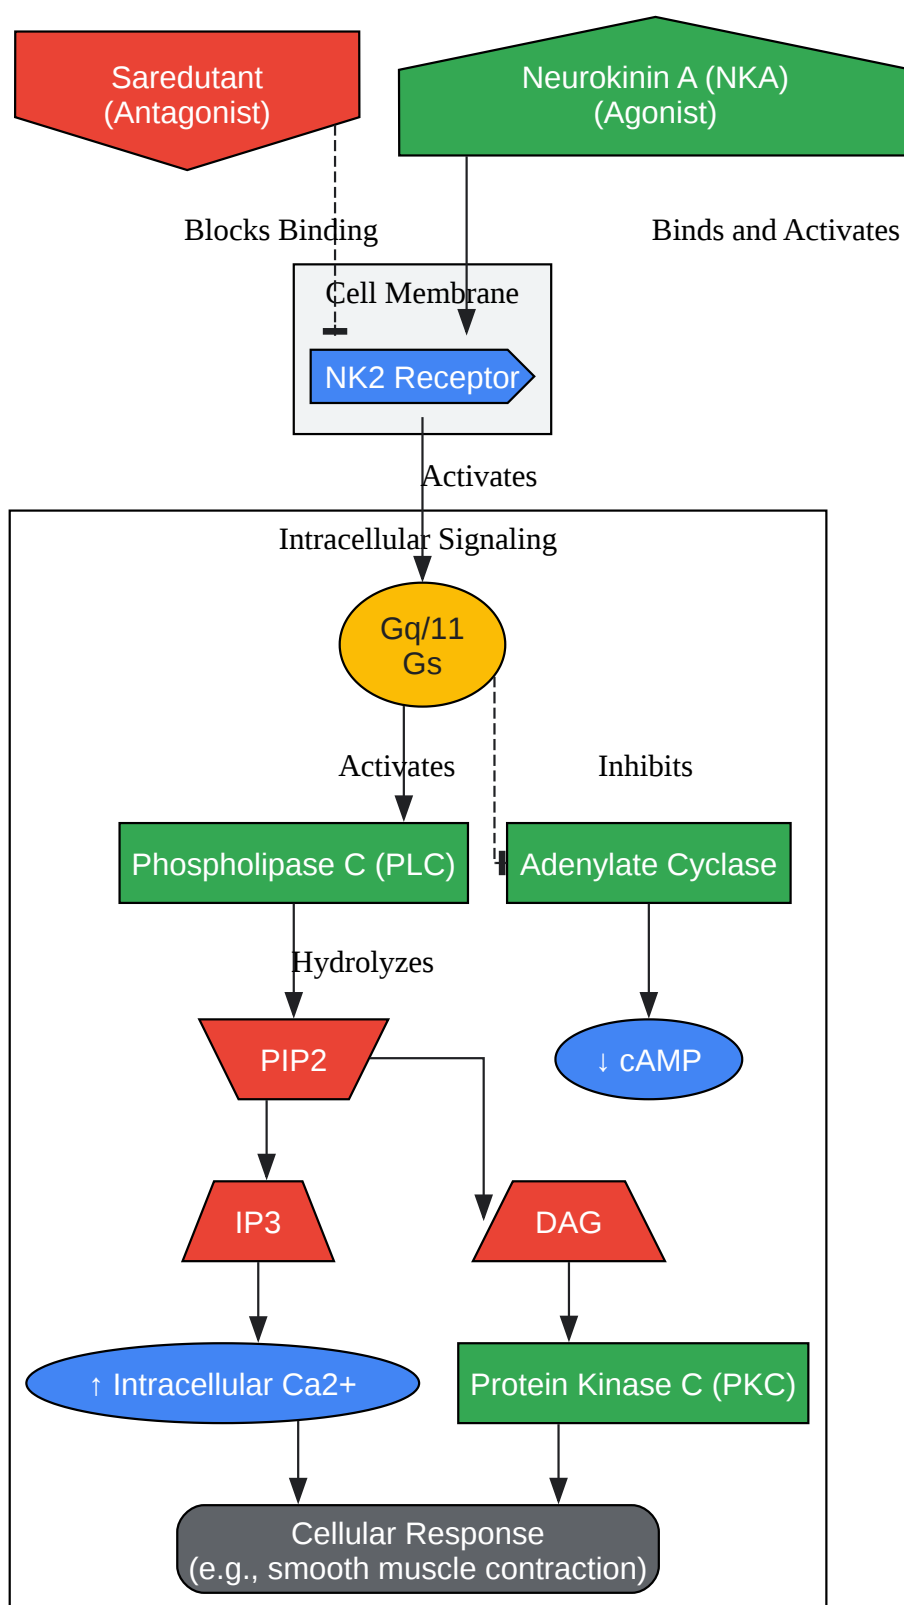 Saredutant
(Antagonist)
Neurokinin A (NKA)
(Agonist)
Blocks Binding
Binds and Activates
Cell Membrane
NK2 Receptor
Activates
Intracellular Signaling
Gq/11
Gs
Activates
Inhibits
Phospholipase C (PLC)
Adenylate Cyclase
Hydrolyzes
PIP2
↓ cAMP
IP3
DAG
↑ Intracellular Ca2+
Protein Kinase C (PKC)
Cellular Response
(e.g., smooth muscle contraction)